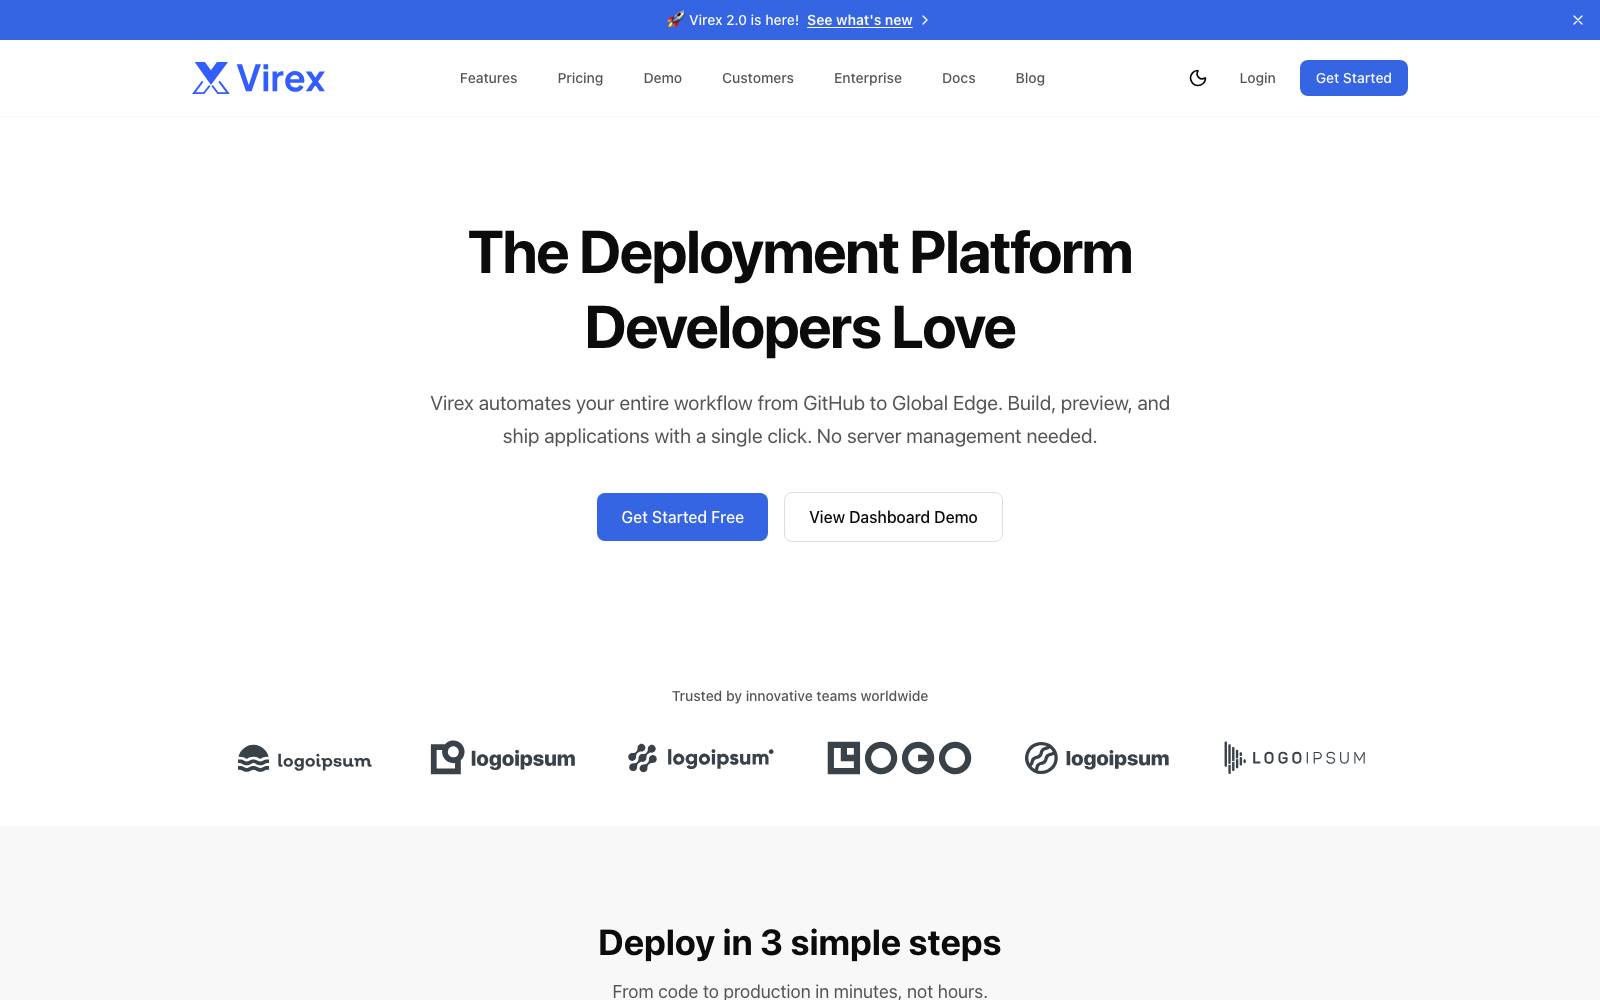 🚀 Virex 2.0 is here! See what's new
Virex
Features
Pricing
Demo
Customers
Enterprise
Docs
Blog
Login
Get Started
The Deployment Platform
Developers Love
Virex automates your entire workflow from GitHub to Global Edge. Build, preview, and
ship applications with a single click. No server management needed.
Get Started Free
View Dashboard Demo
Trusted by innovative teams worldwide
logoipsum
logoipsum
logoipsum
LOGO
logoipsum
LOGOIPSUM
Deploy in 3 simple steps
From code to production in minutes, not hours.